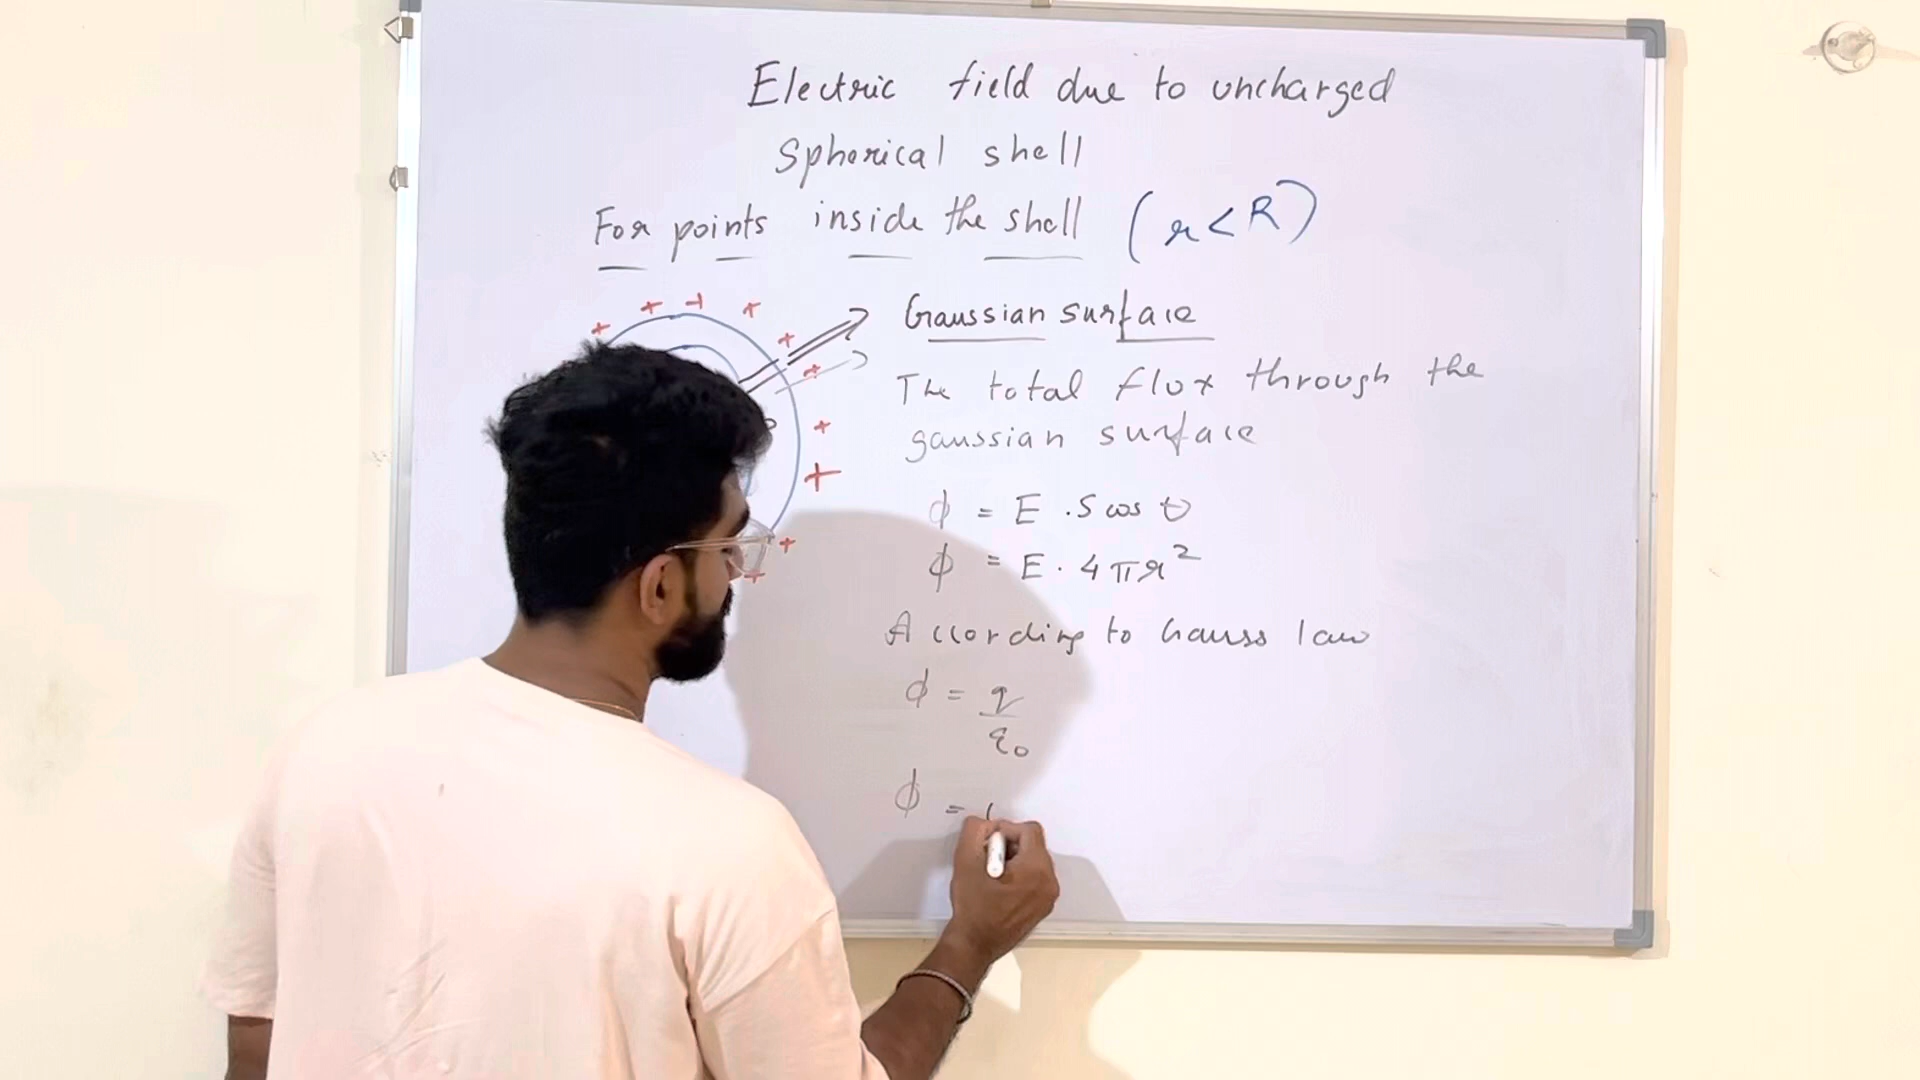 Electric field due to uncharged
Spherical shell
For points inside the shell (r<R)
Gaussian surface
The total flux through the
gaussian surface
ϕ = E .S cos θ
ϕ = E . 4πr²
According to Gauss law
ϕ = q/ε₀
ϕ =